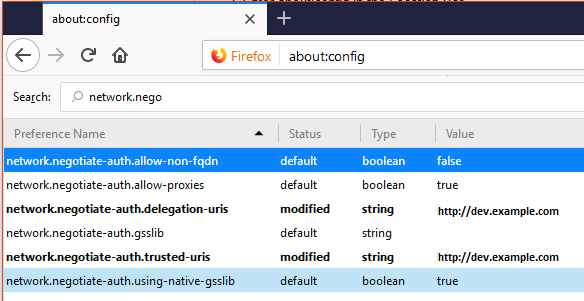 about:config
Firefox about:config
Search: network.nego
Preference Name Status Type Value
network.negotiate-auth.allow-non-fqdn default boolean false
network.negotiate-auth.allow-proxies default boolean true
network.negotiate-auth.delegation-uris modified string http://dev.example.com
network.negotiate-auth.gsslib default string
network.negotiate-auth.trusted-uris modified string http://dev.example.com
network.negotiate-auth.using-native-gsslib default boolean true